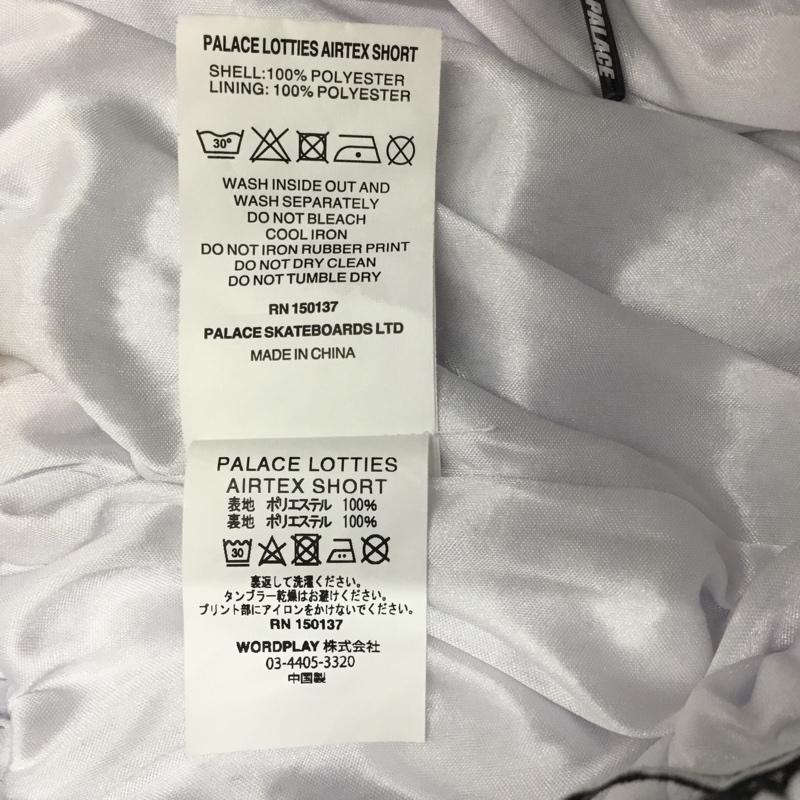 PALACE
PALACE LOTTIES AIRTEX SHORT
SHELL:100% POLYESTER
LINING: 100% POLYESTER
30°
WASH INSIDE OUT AND
WASH SEPARATELY
DO NOT BLEACH
COOL IRON
DO NOT IRON RUBBER PRINT
DO NOT DRY CLEAN
DO NOT TUMBLE DRY
RN 150137
PALACE SKATEBOARDS LTD
MADE IN CHINA
PALACE LOTTIES
AIRTEX SHORT
表地 ポリエステル 100%
裏地 ポリエステル 100%
30
裏返して洗濯ください。
タンブラー乾燥はお避けください。
プリント部にアイロンをかけないでください。
RN 150137
WORDPLAY 株式会社
03-4405-3320
中国製